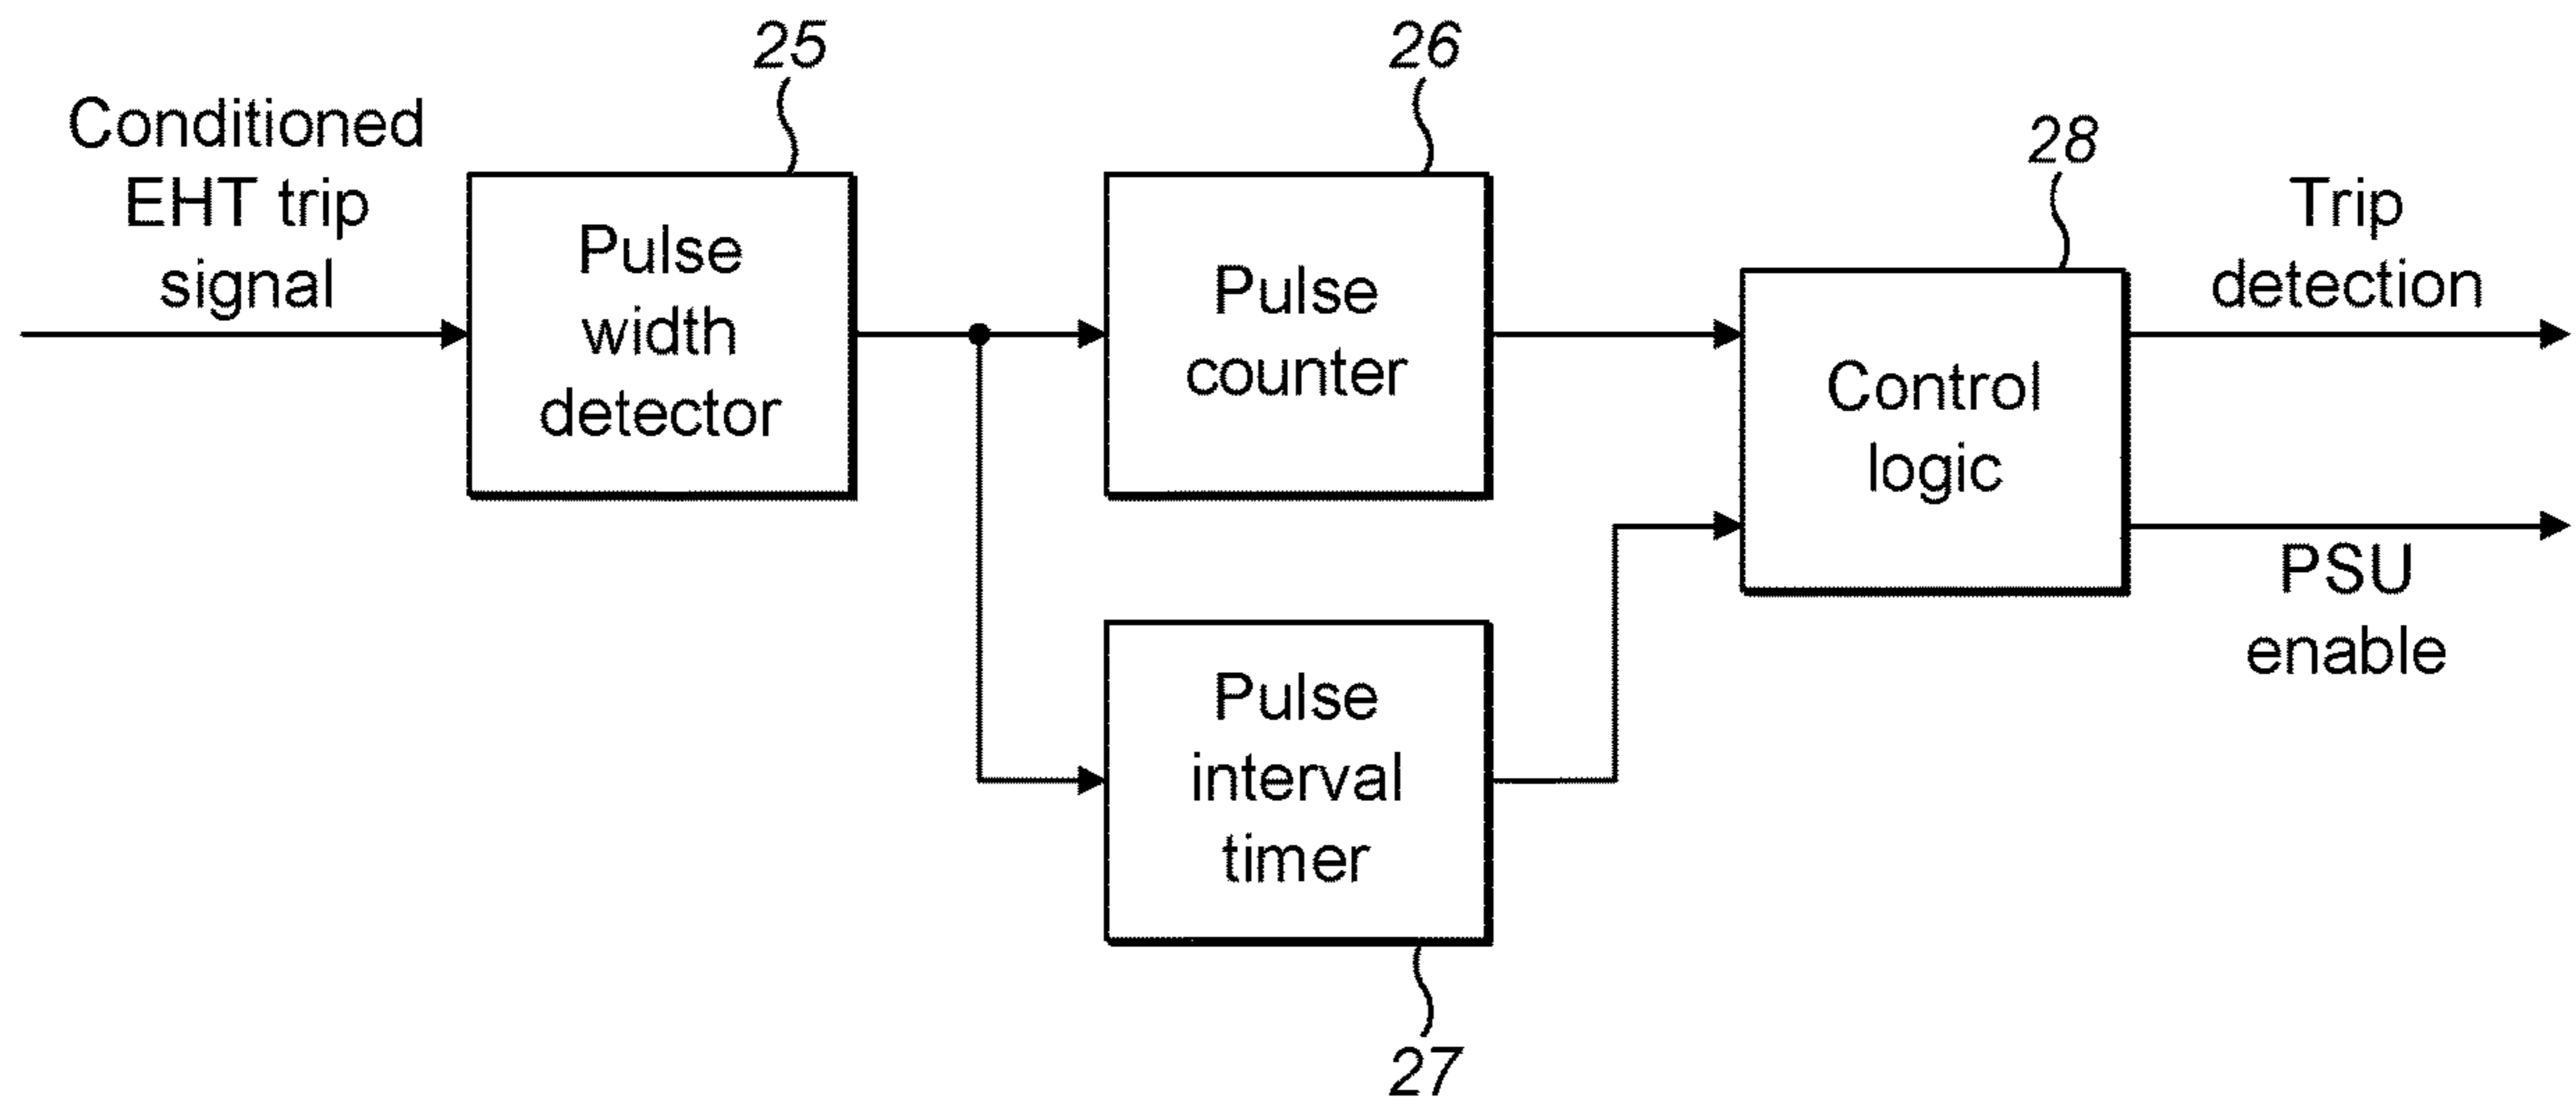 25
26
28
Conditioned
EHT trip
signal
Pulse
width
detector
Pulse
counter
Control
logic
Trip
detection
PSU
enable
Pulse
interval
timer
27